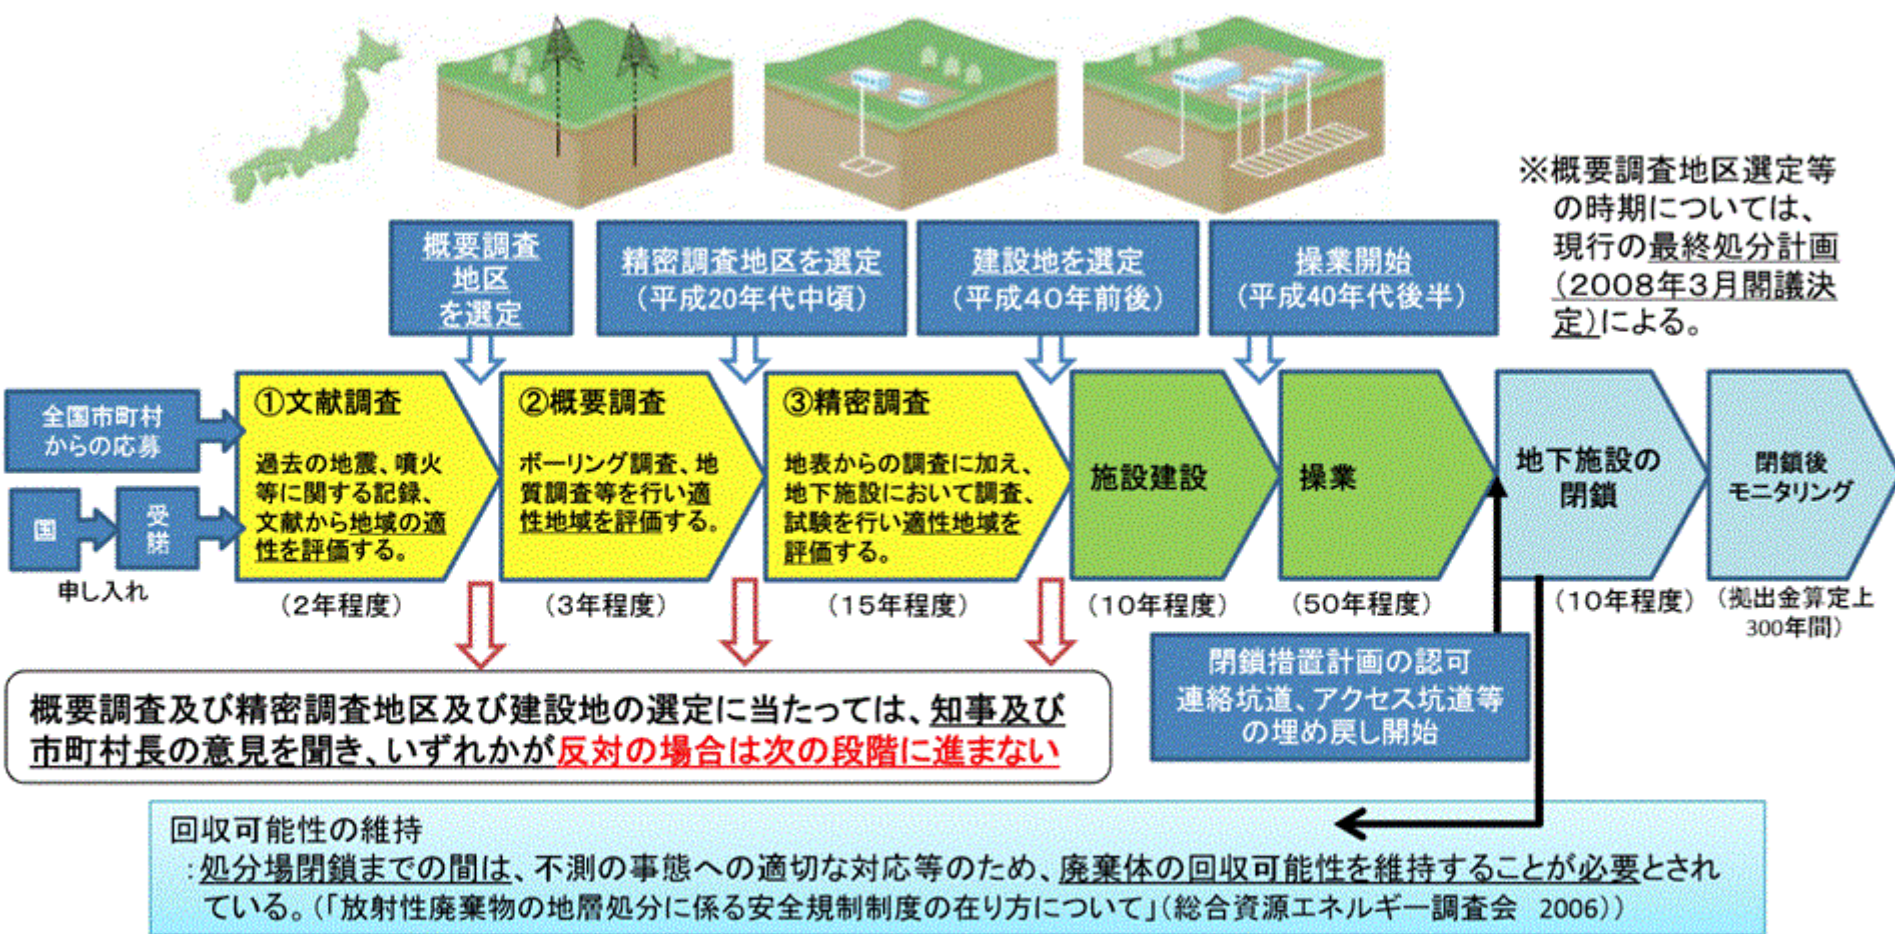 ※概要調査地区選定等
の時期については、
現行の最終処分計画
(2008年3月閣議決
定)による。
概要調査
地区
を選定
精密調査地区を選定
(平成20年代中頃)
建設地を選定
(平成40年前後)
操業開始
(平成40年代後半)
全国市町村
からの応募
国
受
諾
申し入れ
①文献調査
過去の地震、噴火
等に関する記録、
文献から地域の適
性を評価する。
(2年程度)
②概要調査
ボーリング調査、地
質調査等を行い適
性地域を評価する。
(3年程度)
③精密調査
地表からの調査に加え、
地下施設において調査、
試験を行い適性地域を
評価する。
(15年程度)
施設建設
(10年程度)
操業
(50年程度)
地下施設の
閉鎖
(10年程度)
閉鎖後
モニタリング
(拠出金算定上
300年間)
閉鎖措置計画の認可
連絡坑道、アクセス坑道等
の埋め戻し開始
概要調査及び精密調査地区及び建設地の選定に当たっては、知事及び
市町村長の意見を聞き、いずれかが反対の場合は次の段階に進まない
回収可能性の維持
:処分場閉鎖までの間は、不測の事態への適切な対応等のため、廃棄体の回収可能性を維持することが必要とされ
ている。(「放射性廃棄物の地層処分に係る安全規制制度の在り方について」(総合資源エネルギー調査会 2006))